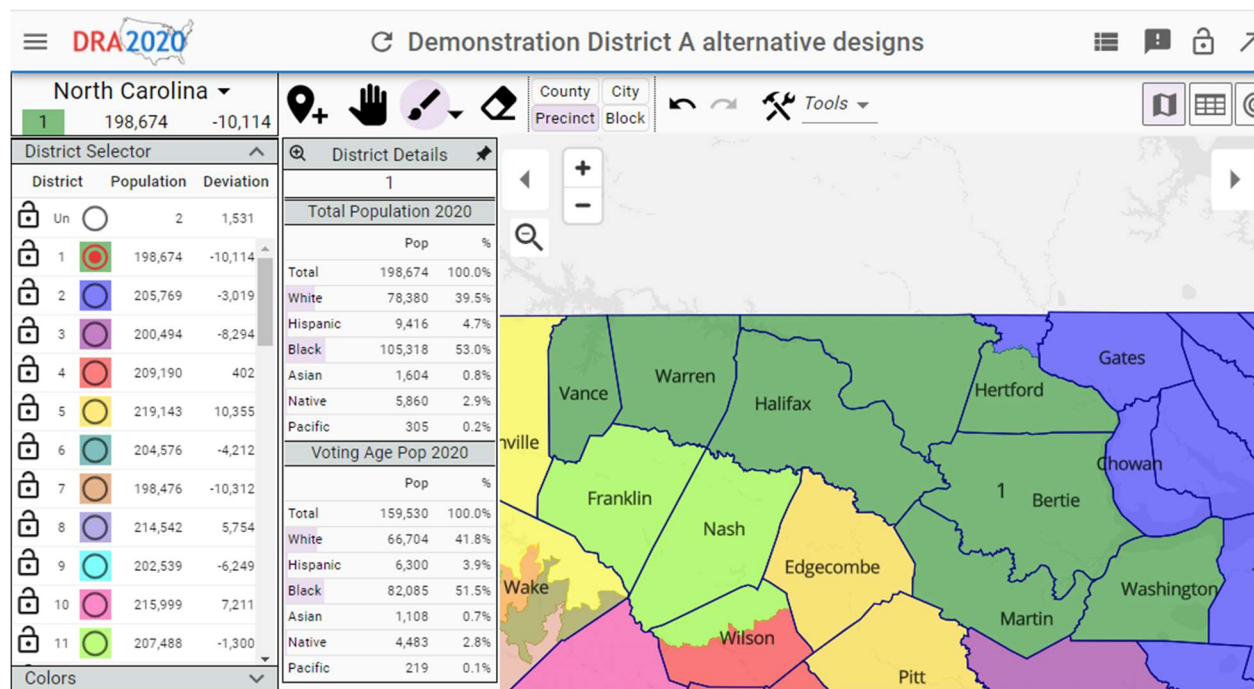 DRA2020
Demonstration District A alternative designs
North Carolina
1 198,674 -10,114
County City
Precinct Block
Tools
District Selector
District Population Deviation
Un 2 1,531
1 198,674 -10,114
2 205,769 -3,019
3 200,494 -8,294
4 209,190 402
5 219,143 10,355
6 204,576 -4,212
7 198,476 -10,312
8 214,542 5,754
9 202,539 -6,249
10 215,999 7,211
11 207,488 -1,300
Colors
District Details
1
Total Population 2020
Pop %
Total 198,674 100.0%
White 78,380 39.5%
Hispanic 9,416 4.7%
Black 105,318 53.0%
Asian 1,604 0.8%
Native 5,860 2.9%
Pacific 305 0.2%
Voting Age Pop 2020
Pop %
Total 159,530 100.0%
White 66,704 41.8%
Hispanic 6,300 3.9%
Black 82,085 51.5%
Asian 1,108 0.7%
Native 4,483 2.8%
Pacific 219 0.1%
+
−
Gates
Vance
Warren
Halifax
Hertford
nville
Chowan
Franklin
1
Bertie
Nash
Edgecombe
Wake
Washington
Martin
Wilson
Pitt